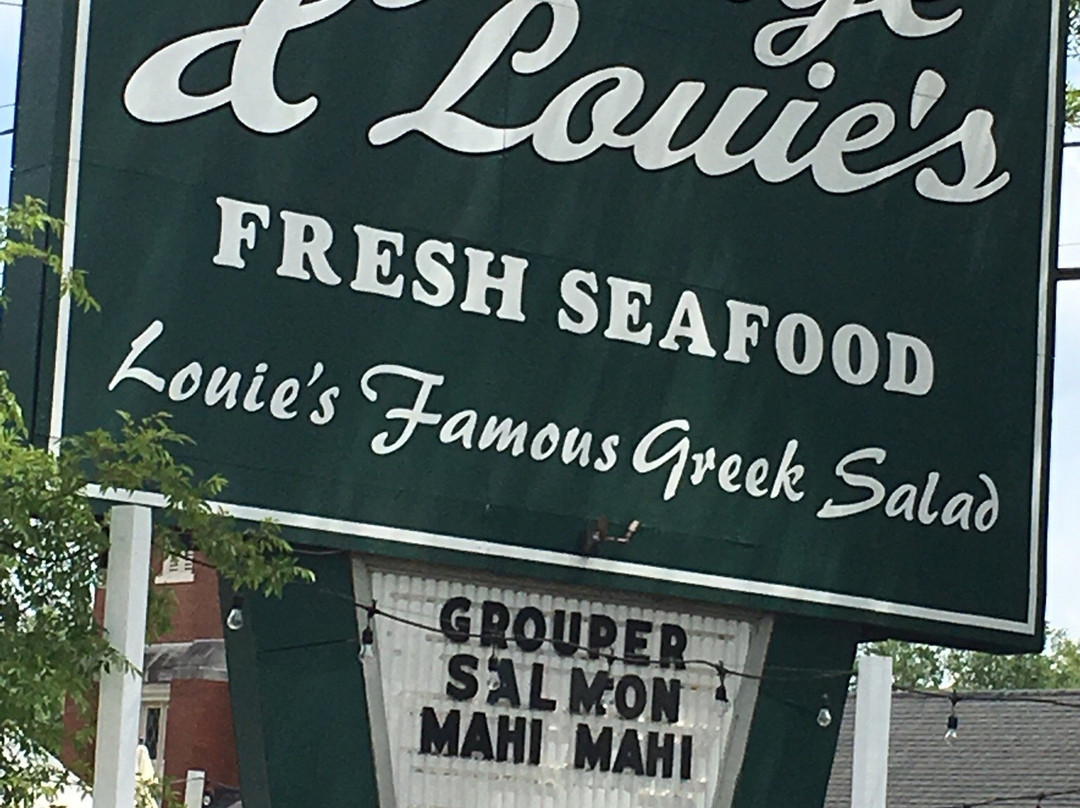 & Louie's
FRESH SEAFOOD
Louie's Famous Greek Salad
GROUPER
SALMON
MAHI MAHI